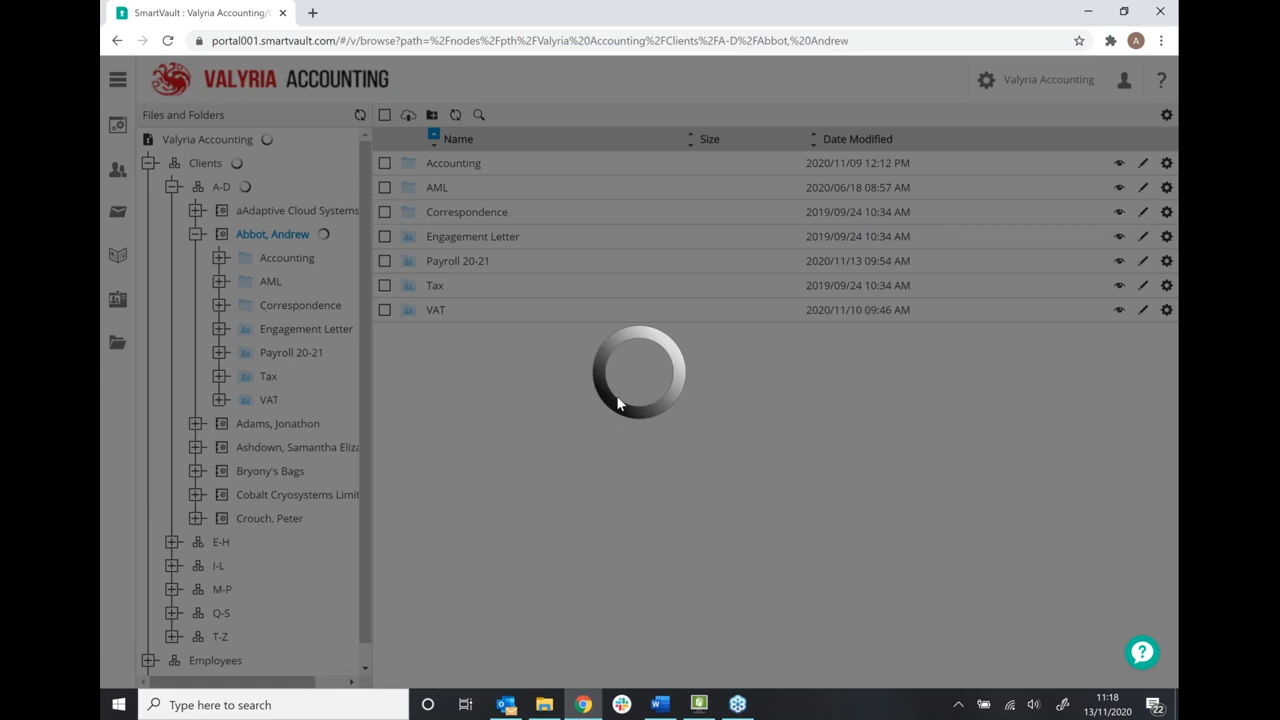 SmartVault : Valyria Accounting/C
portal001.smartvault.com/#/v/browse?path=%2Fnodes%2Fpth%2FValyria%20Accounting%2FClients%2FA-D%2FAbbot,%20Andrew
A
VALYRIA ACCOUNTING
Valyria Accounting
?
Files and Folders
Valyria Accounting
Clients
A-D
aAdaptive Cloud Systems
Abbot, Andrew
Accounting
AML
Correspondence
Engagement Letter
Payroll 20-21
Tax
VAT
Adams, Jonathon
Ashdown, Samantha Eliza
Bryony's Bags
Cobalt Cryosystems Limit
Crouch, Peter
E-H
I-L
M-P
Q-S
T-Z
Employees
Name Size Date Modified
Accounting 2020/11/09 12:12 PM
AML 2020/06/18 08:57 AM
Correspondence 2019/09/24 10:34 AM
Engagement Letter 2019/09/24 10:34 AM
Payroll 20-21 2020/11/13 09:54 AM
Tax 2019/09/24 10:34 AM
VAT 2020/11/10 09:46 AM
?
Type here to search
11:18
13/11/2020
22